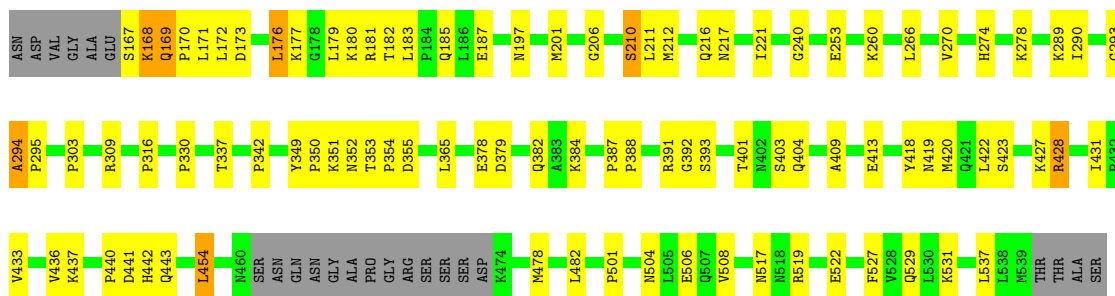 ASN ASP VAL GLY ALA GLU S167 K168 Q169 P170 L171 L172 D173 L176 K177 G178 L179 K180 R181 T182 L183 P184 Q185 L186 E187 N197 M201 G206 S210 L211 M212 Q216 N217 I221 G240 E253 K260 L266 V270 H274 K278 K289 I290 G293
A294 P295 P303 R309 P316 P330 T337 P342 Y349 P350 K351 N352 T353 P354 D355 L365 E378 D379 Q382 A383 K384 P387 P388 R391 G392 S393 T401 N402 S403 Q404 A409 E413 Y418 N419 M420 Q421 L422 S423 K427 R428 I431
V433 V436 K437 P440 D441 H442 Q443 L454 N460 SER ASN GLN ASN GLY ALA PRO GLY ARG SER SER SER ASP K474 M478 L482 P501 N504 L505 E506 Q507 V508 N517 N518 R519 E522 F527 V528 Q529 L530 K531 L537 L538 M539 THR THR ALA SER